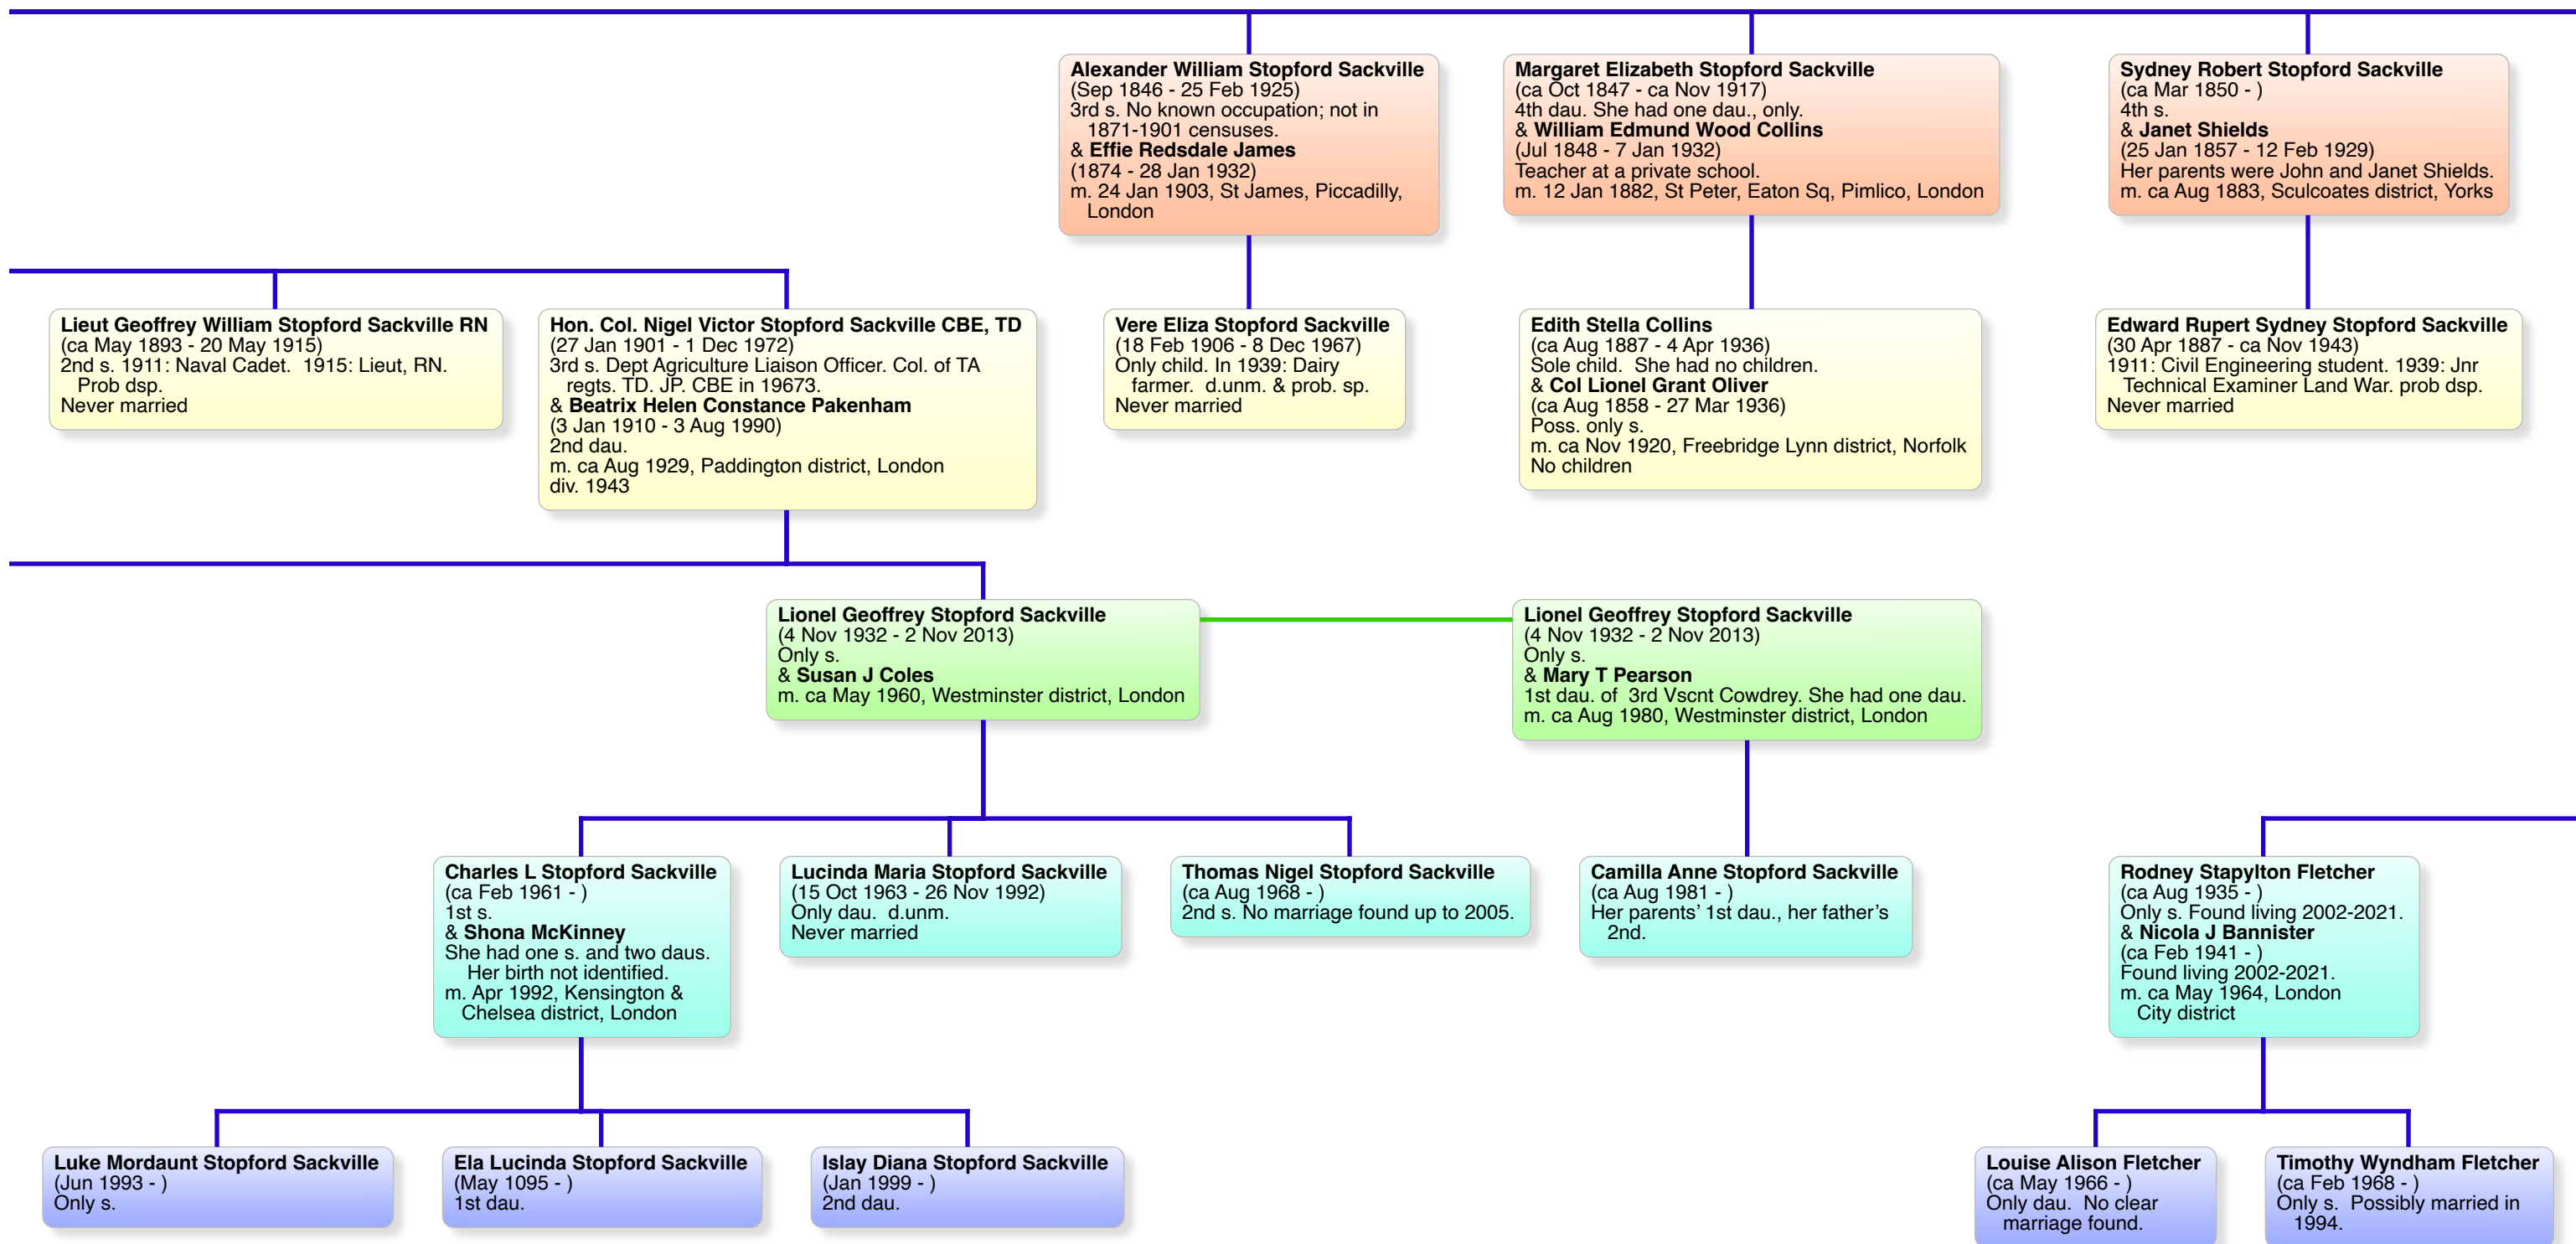 Alexander William Stopford Sackville
(Sep 1846 - 25 Feb 1925)
3rd s. No known occupation; not in
1871-1901 censuses.
& Effie Redsdale James
(1874 - 28 Jan 1932)
m. 24 Jan 1903, St James, Piccadilly,
London
Margaret Elizabeth Stopford Sackville
(ca Oct 1847 - ca Nov 1917)
4th dau. She had one dau., only.
& William Edmund Wood Collins
(Jul 1848 - 7 Jan 1932)
Teacher at a private school.
m. 12 Jan 1882, St Peter, Eaton Sq, Pimlico, London
Sydney Robert Stopford Sackville
(ca Mar 1850 - )
4th s.
& Janet Shields
(25 Jan 1857 - 12 Feb 1929)
Her parents were John and Janet Shields.
m. ca Aug 1883, Sculcoates district, Yorks
Lieut Geoffrey William Stopford Sackville RN
(ca May 1893 - 20 May 1915)
2nd s. 1911: Naval Cadet.  1915: Lieut, RN.
Prob dsp.
Never married
Hon. Col. Nigel Victor Stopford Sackville CBE, TD
(27 Jan 1901 - 1 Dec 1972)
3rd s. Dept Agriculture Liaison Officer. Col. of TA
regts. TD. JP. CBE in 19673.
& Beatrix Helen Constance Pakenham
(3 Jan 1910 - 3 Aug 1990)
2nd dau.
m. ca Aug 1929, Paddington district, London
div. 1943
Vere Eliza Stopford Sackville
(18 Feb 1906 - 8 Dec 1967)
Only child. In 1939: Dairy
farmer.  d.unm. & prob. sp.
Never married
Edith Stella Collins
(ca Aug 1887 - 4 Apr 1936)
Sole child.  She had no children.
& Col Lionel Grant Oliver
(ca Aug 1858 - 27 Mar 1936)
Poss. only s.
m. ca Nov 1920, Freebridge Lynn district, Norfolk
No children
Edward Rupert Sydney Stopford Sackville
(30 Apr 1887 - ca Nov 1943)
1911: Civil Engineering student. 1939: Jnr
Technical Examiner Land War. prob dsp.
Never married
Lionel Geoffrey Stopford Sackville
(4 Nov 1932 - 2 Nov 2013)
Only s.
& Susan J Coles
m. ca May 1960, Westminster district, London
Lionel Geoffrey Stopford Sackville
(4 Nov 1932 - 2 Nov 2013)
Only s.
& Mary T Pearson
1st dau. of  3rd Vscnt Cowdrey. She had one dau.
m. ca Aug 1980, Westminster district, London
Charles L Stopford Sackville
(ca Feb 1961 - )
1st s.
& Shona McKinney
She had one s. and two daus.
Her birth not identified.
m. Apr 1992, Kensington &
Chelsea district, London
Lucinda Maria Stopford Sackville
(15 Oct 1963 - 26 Nov 1992)
Only dau.  d.unm.
Never married
Thomas Nigel Stopford Sackville
(ca Aug 1968 - )
2nd s. No marriage found up to 2005.
Camilla Anne Stopford Sackville
(ca Aug 1981 - )
Her parents’ 1st dau., her father’s
2nd.
Rodney Stapylton Fletcher
(ca Aug 1935 - )
Only s. Found living 2002-2021.
& Nicola J Bannister
(ca Feb 1941 - )
Found living 2002-2021.
m. ca May 1964, London
City district
Luke Mordaunt Stopford Sackville
(Jun 1993 - )
Only s.
Ela Lucinda Stopford Sackville
(May 1095 - )
1st dau.
Islay Diana Stopford Sackville
(Jan 1999 - )
2nd dau.
Louise Alison Fletcher
(ca May 1966 - )
Only dau.  No clear
marriage found.
Timothy Wyndham Fletcher
(ca Feb 1968 - )
Only s.  Possibly married in
1994.